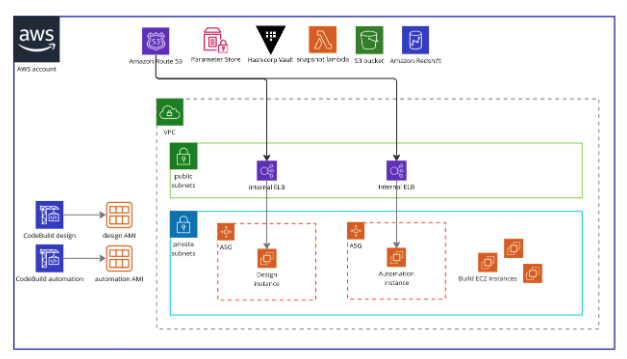 aws
AWS account
53
Amazon Route 53
Parameter Store
Hashicorp Vault
snapshot lambda
S3 bucket
Amazon Redshift
VPC
public
subnets
internal ELB
Internal ELB
private
subnets
ASG
ASG
Design
instance
Automation
instance
Build EC2 instances
CodeBuild design
design AMI
CodeBuild automation
automation AMI